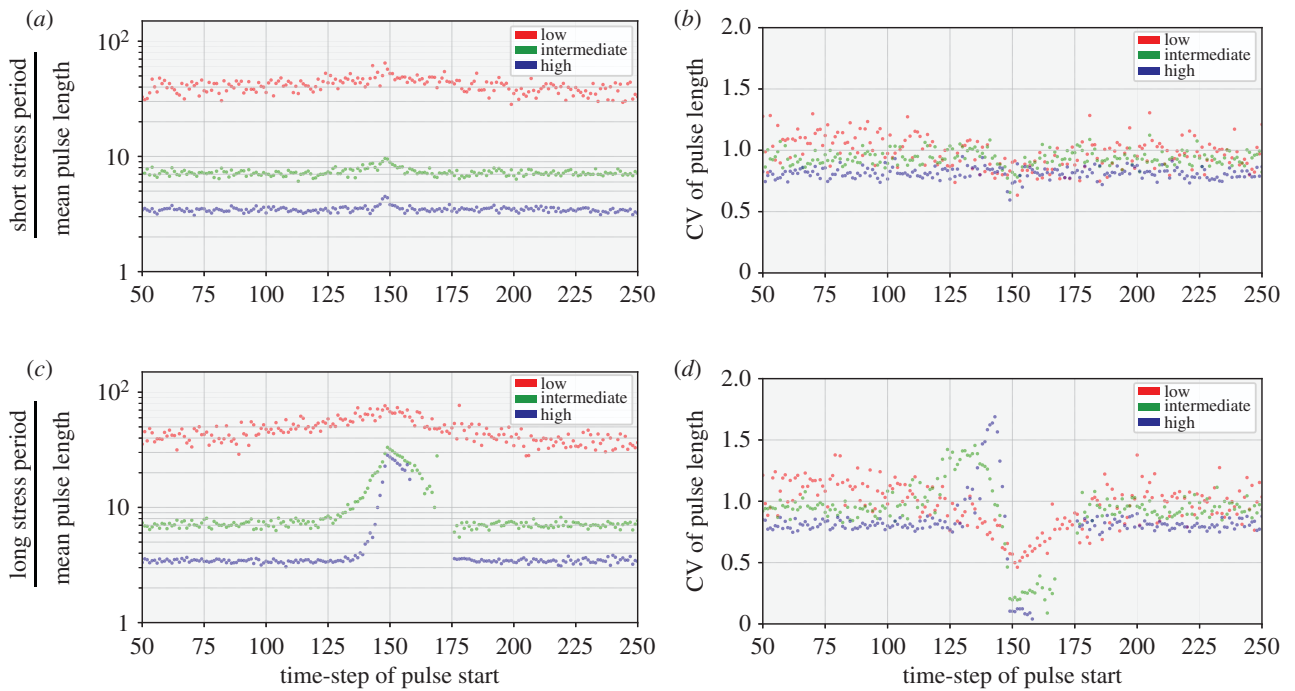 (a)
short stress period
mean pulse length
10²
10
1
low
intermediate
high
50 75 100 125 150 175 200 225 250
(b)
CV of pulse length
2.0
1.5
1.0
0.5
0
low
intermediate
high
50 75 100 125 150 175 200 225 250
(c)
long stress period
mean pulse length
10²
10
1
low
intermediate
high
50 75 100 125 150 175 200 225 250
time-step of pulse start
(d)
CV of pulse length
2.0
1.5
1.0
0.5
0
low
intermediate
high
50 75 100 125 150 175 200 225 250
time-step of pulse start